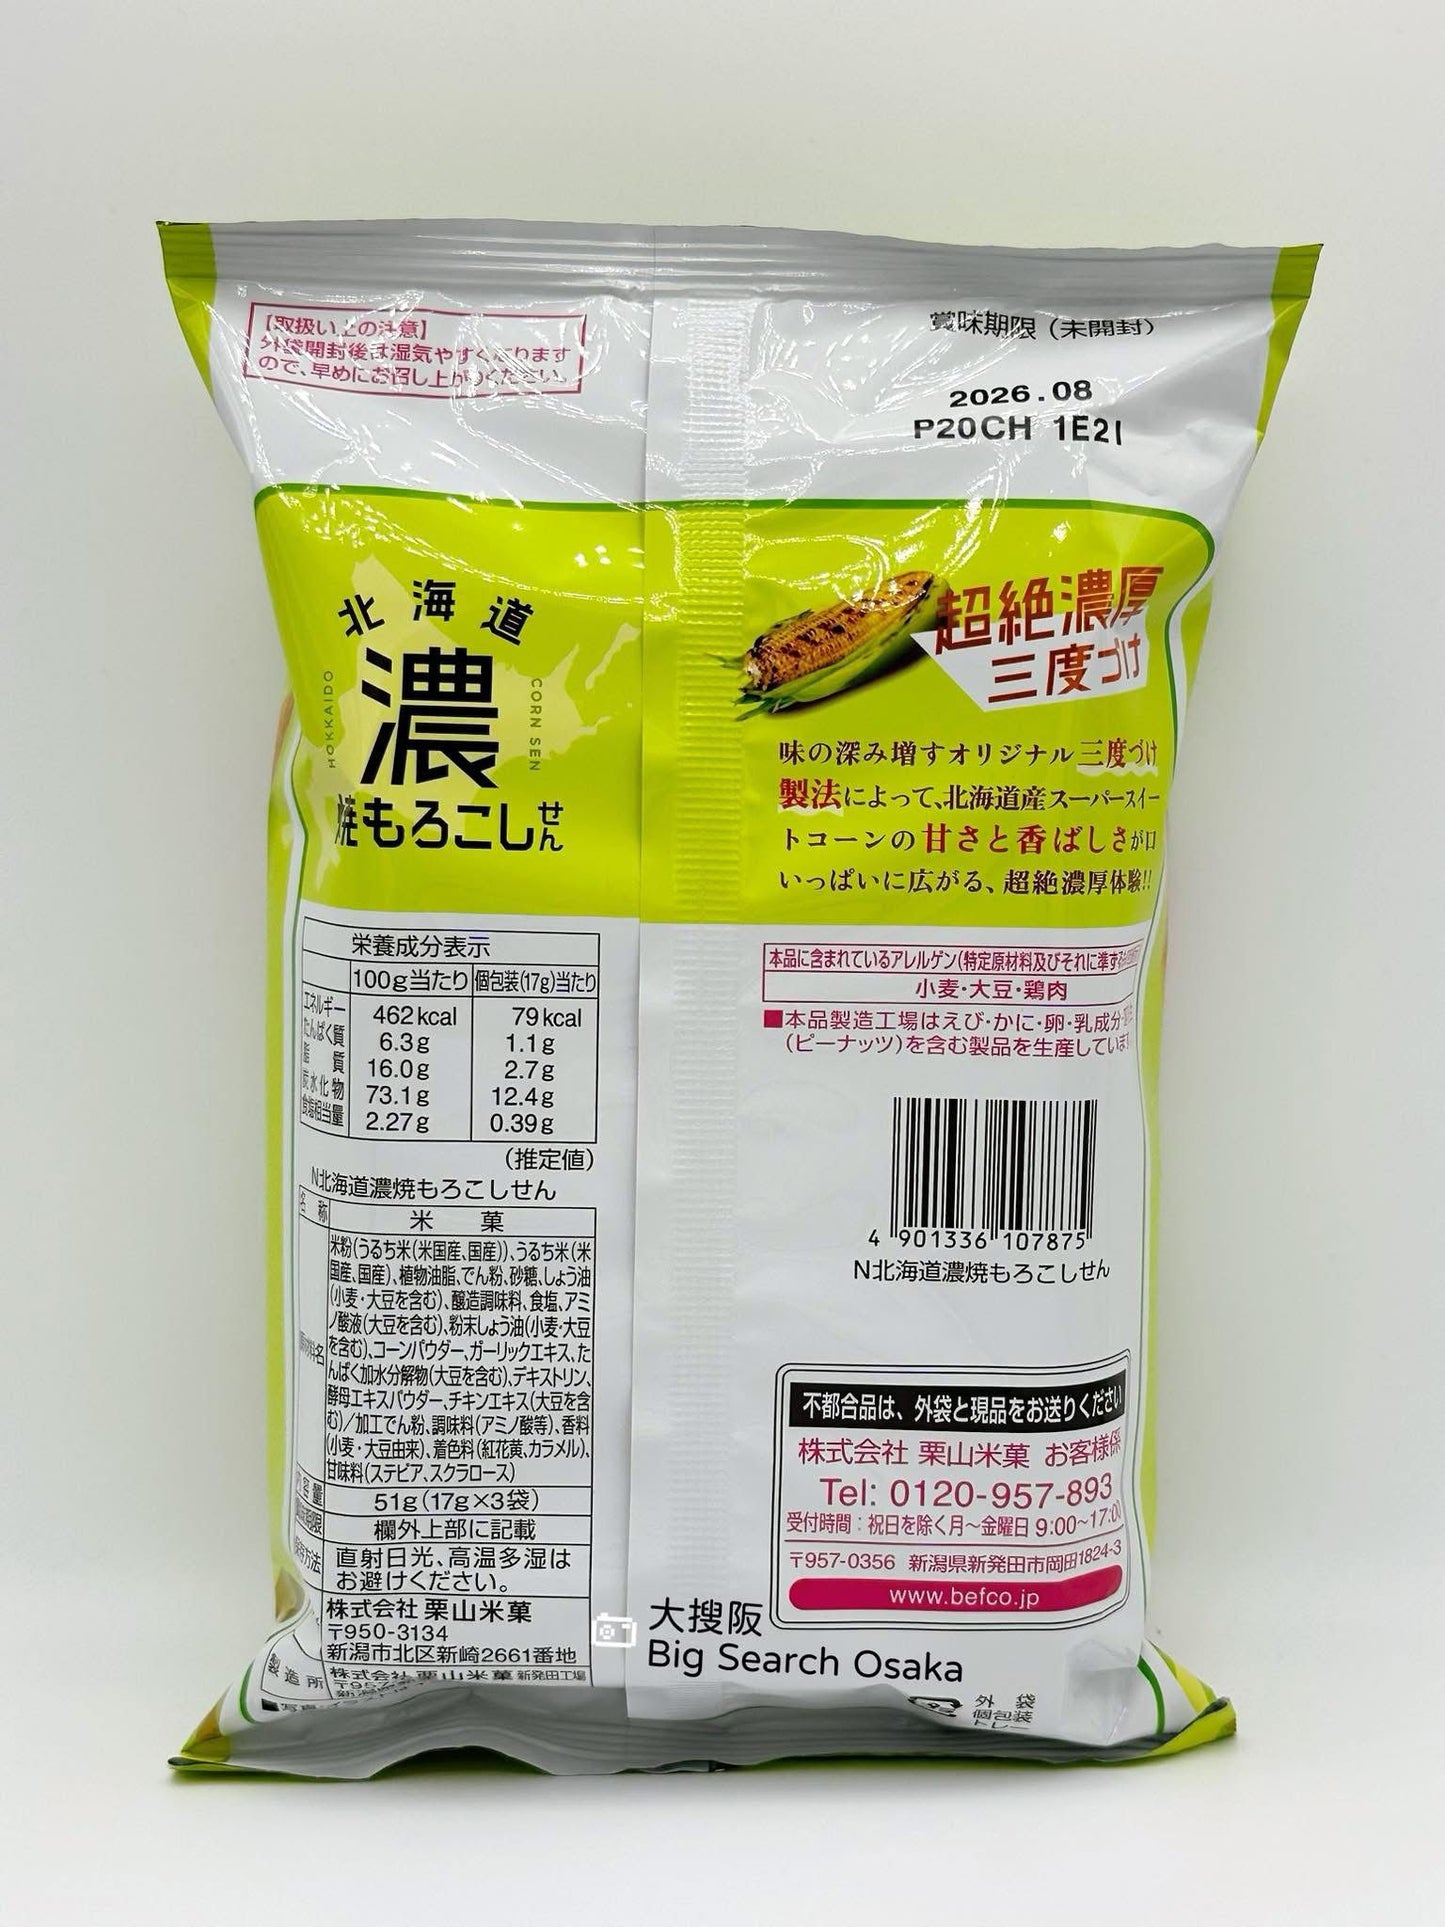 【取扱い上の注意】
外袋開封後は湿気やすくなります
ので、早めにお召し上がりください。
賞味期限（未開封）
2026.08
P20CH 1E21
北海道
濃
HOKKAIDO
CORN SEN
焼もろこしせん
超絶濃厚
三度づけ
味の深み増すオリジナル三度づけ
製法によって、北海道産スーパースイー
トコーンの甘さと香ばしさが口
いっぱいに広がる、超絶濃厚体験!!
栄養成分表示
100g当たり 個包装(17g)当たり
エネルギー 462kcal 79kcal
たんぱく質 6.3g 1.1g
脂質 16.0g 2.7g
炭水化物 73.1g 12.4g
食塩相当量 2.27g 0.39g
(推定値)
N北海道濃焼もろこしせん
名称 米菓
原材料名
米粉(うるち米(米国産、国産))、うるち米(米
国産、国産)、植物油脂、でん粉、砂糖、しょう油
(小麦・大豆を含む)、醸造調味料、食塩、アミ
ノ酸液(大豆を含む)、粉末しょう油(小麦・大豆
を含む)、コーンパウダー、ガーリックエキス、た
んぱく加水分解物(大豆を含む)、デキストリン、
酵母エキスパウダー、チキンエキス(大豆を含
む)／加工でん粉、調味料(アミノ酸等)、香料
(小麦・大豆由来)、着色料(紅花黄、カラメル)、
甘味料(ステビア、スクラロース)
内容量 51g(17g×3袋)
欄外上部に記載
保存方法 直射日光、高温多湿は
お避けください。
株式会社 栗山米菓
〒950-3134
新潟市北区新崎2661番地
製造所 株式会社 栗山米菓 新発田工場
本品に含まれているアレルゲン(特定原材料及びそれに準ずる
小麦・大豆・鶏肉
■本品製造工場はえび・かに・卵・乳成分・
(ピーナッツ)を含む製品を生産していま
4 901336 107875
N北海道濃焼もろこしせん
不都合品は、外袋と現品をお送りください
株式会社 栗山米菓 お客様係
Tel: 0120-957-893
受付時間：祝日を除く月〜金曜日 9:00〜17:00
〒957-0356 新潟県新発田市岡田1824-3
www.befco.jp
大搜阪
Big Search Osaka
外袋
個包装
トレー